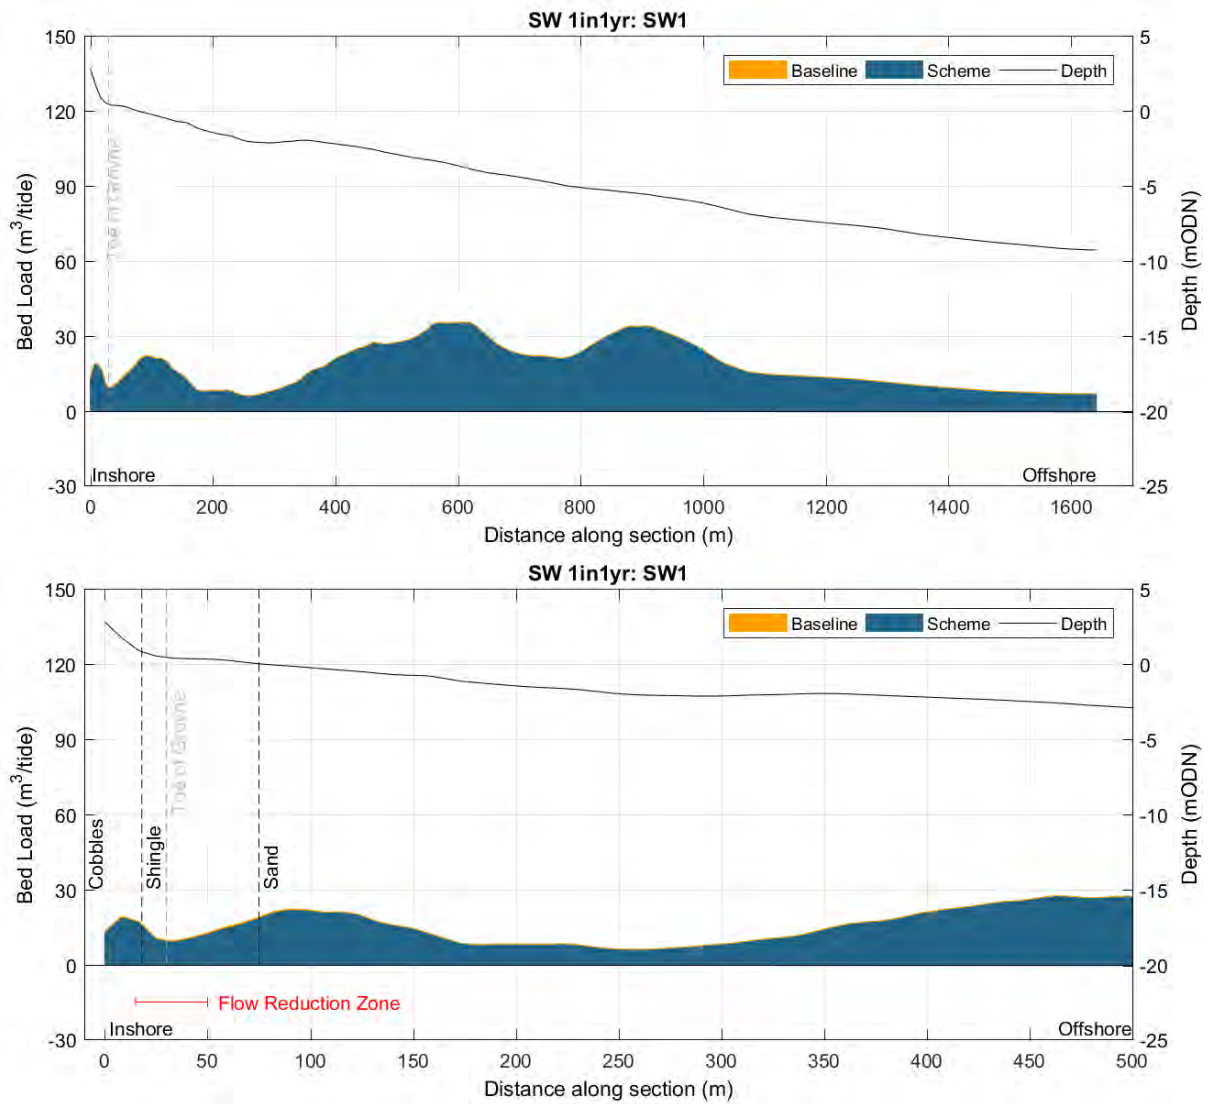 SW 1in1yr: SW1
150
120
90
60
30
0
-30
Bed Load (m³/tide)
Toe of Groyne
Baseline
Scheme
Depth
5
0
-5
-10
-15
-20
-25
Depth (mODN)
Inshore
Offshore
0
200
400
600
800
1000
1200
1400
1600
Distance along section (m)
SW 1in1yr: SW1
150
120
90
60
30
0
-30
Bed Load (m³/tide)
Cobbles
Shingle
Toe of Groyne
Sand
Baseline
Scheme
Depth
5
0
-5
-10
-15
-20
-25
Depth (mODN)
Flow Reduction Zone
Inshore
Offshore
0
50
100
150
200
250
300
350
400
450
500
Distance along section (m)